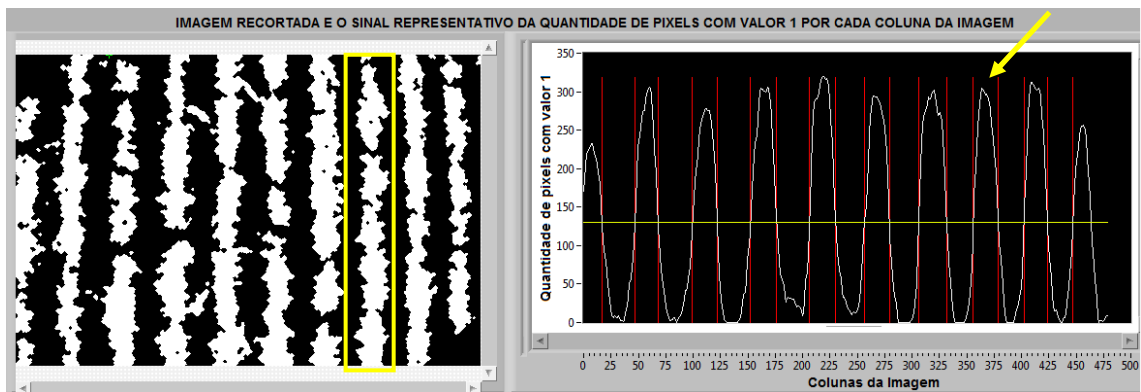 IMAGEM RECORTADA E O SINAL REPRESENTATIVO DA QUANTIDADE DE PIXELS COM VALOR 1 POR CADA COLUNA DA IMAGEM
Quantidade de pixels com valor 1
350
300
250
200
150
100
50
0
0 25 50 75 100 125 150 175 200 225 250 275 300 325 350 375 400 425 450 475 500
Colunas da Imagem